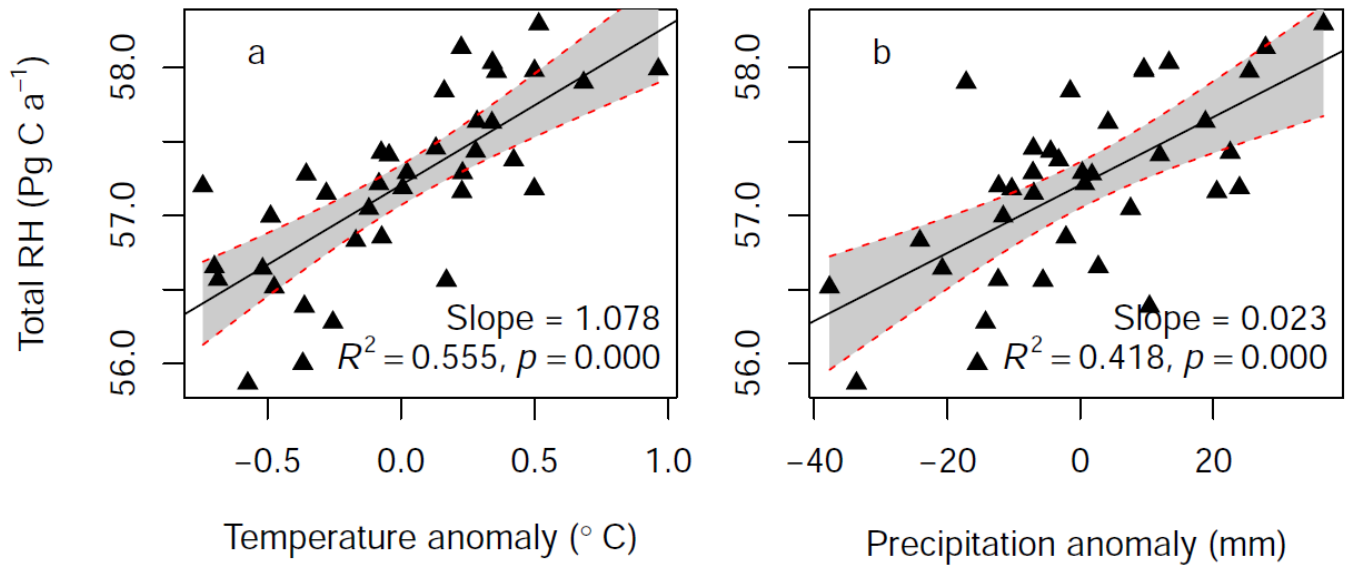 Total RH (Pg C a⁻¹)
a
58.0
57.0
56.0
Slope = 1.078
R² = 0.555, p = 0.000
−0.5 0.0 0.5 1.0
Temperature anomaly (° C)
b
58.0
57.0
56.0
Slope = 0.023
R² = 0.418, p = 0.000
−40 −20 0 20
Precipitation anomaly (mm)